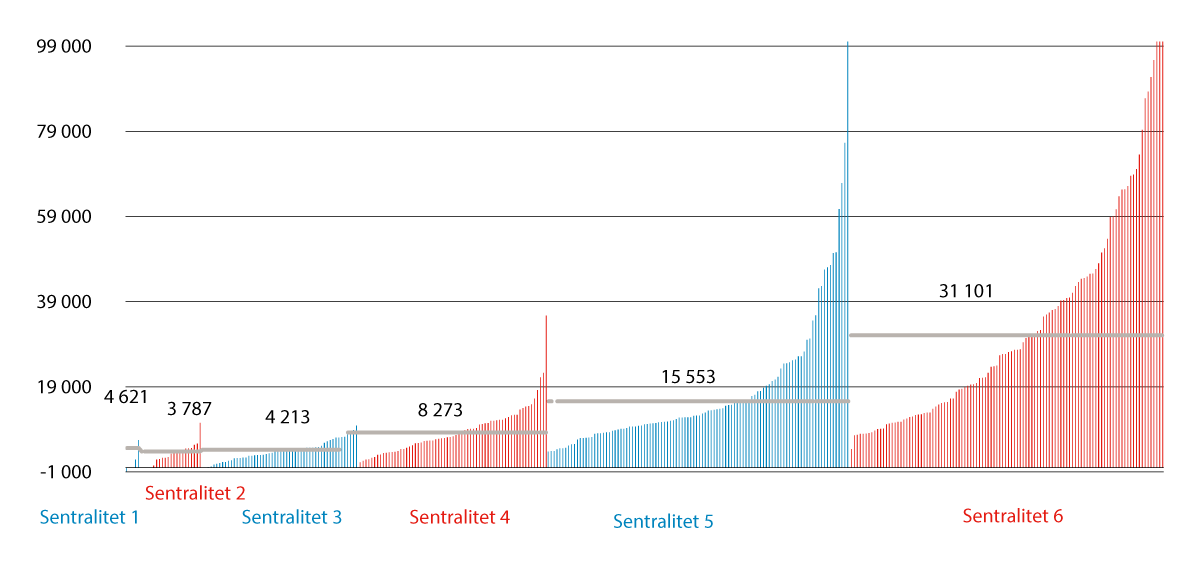 99 000
79 000
59 000
39 000
31 101
19 000
15 553
4 621
3 787
4 213
8 273
-1 000
Sentralitet 2
Sentralitet 1
Sentralitet 3
Sentralitet 4
Sentralitet 5
Sentralitet 6